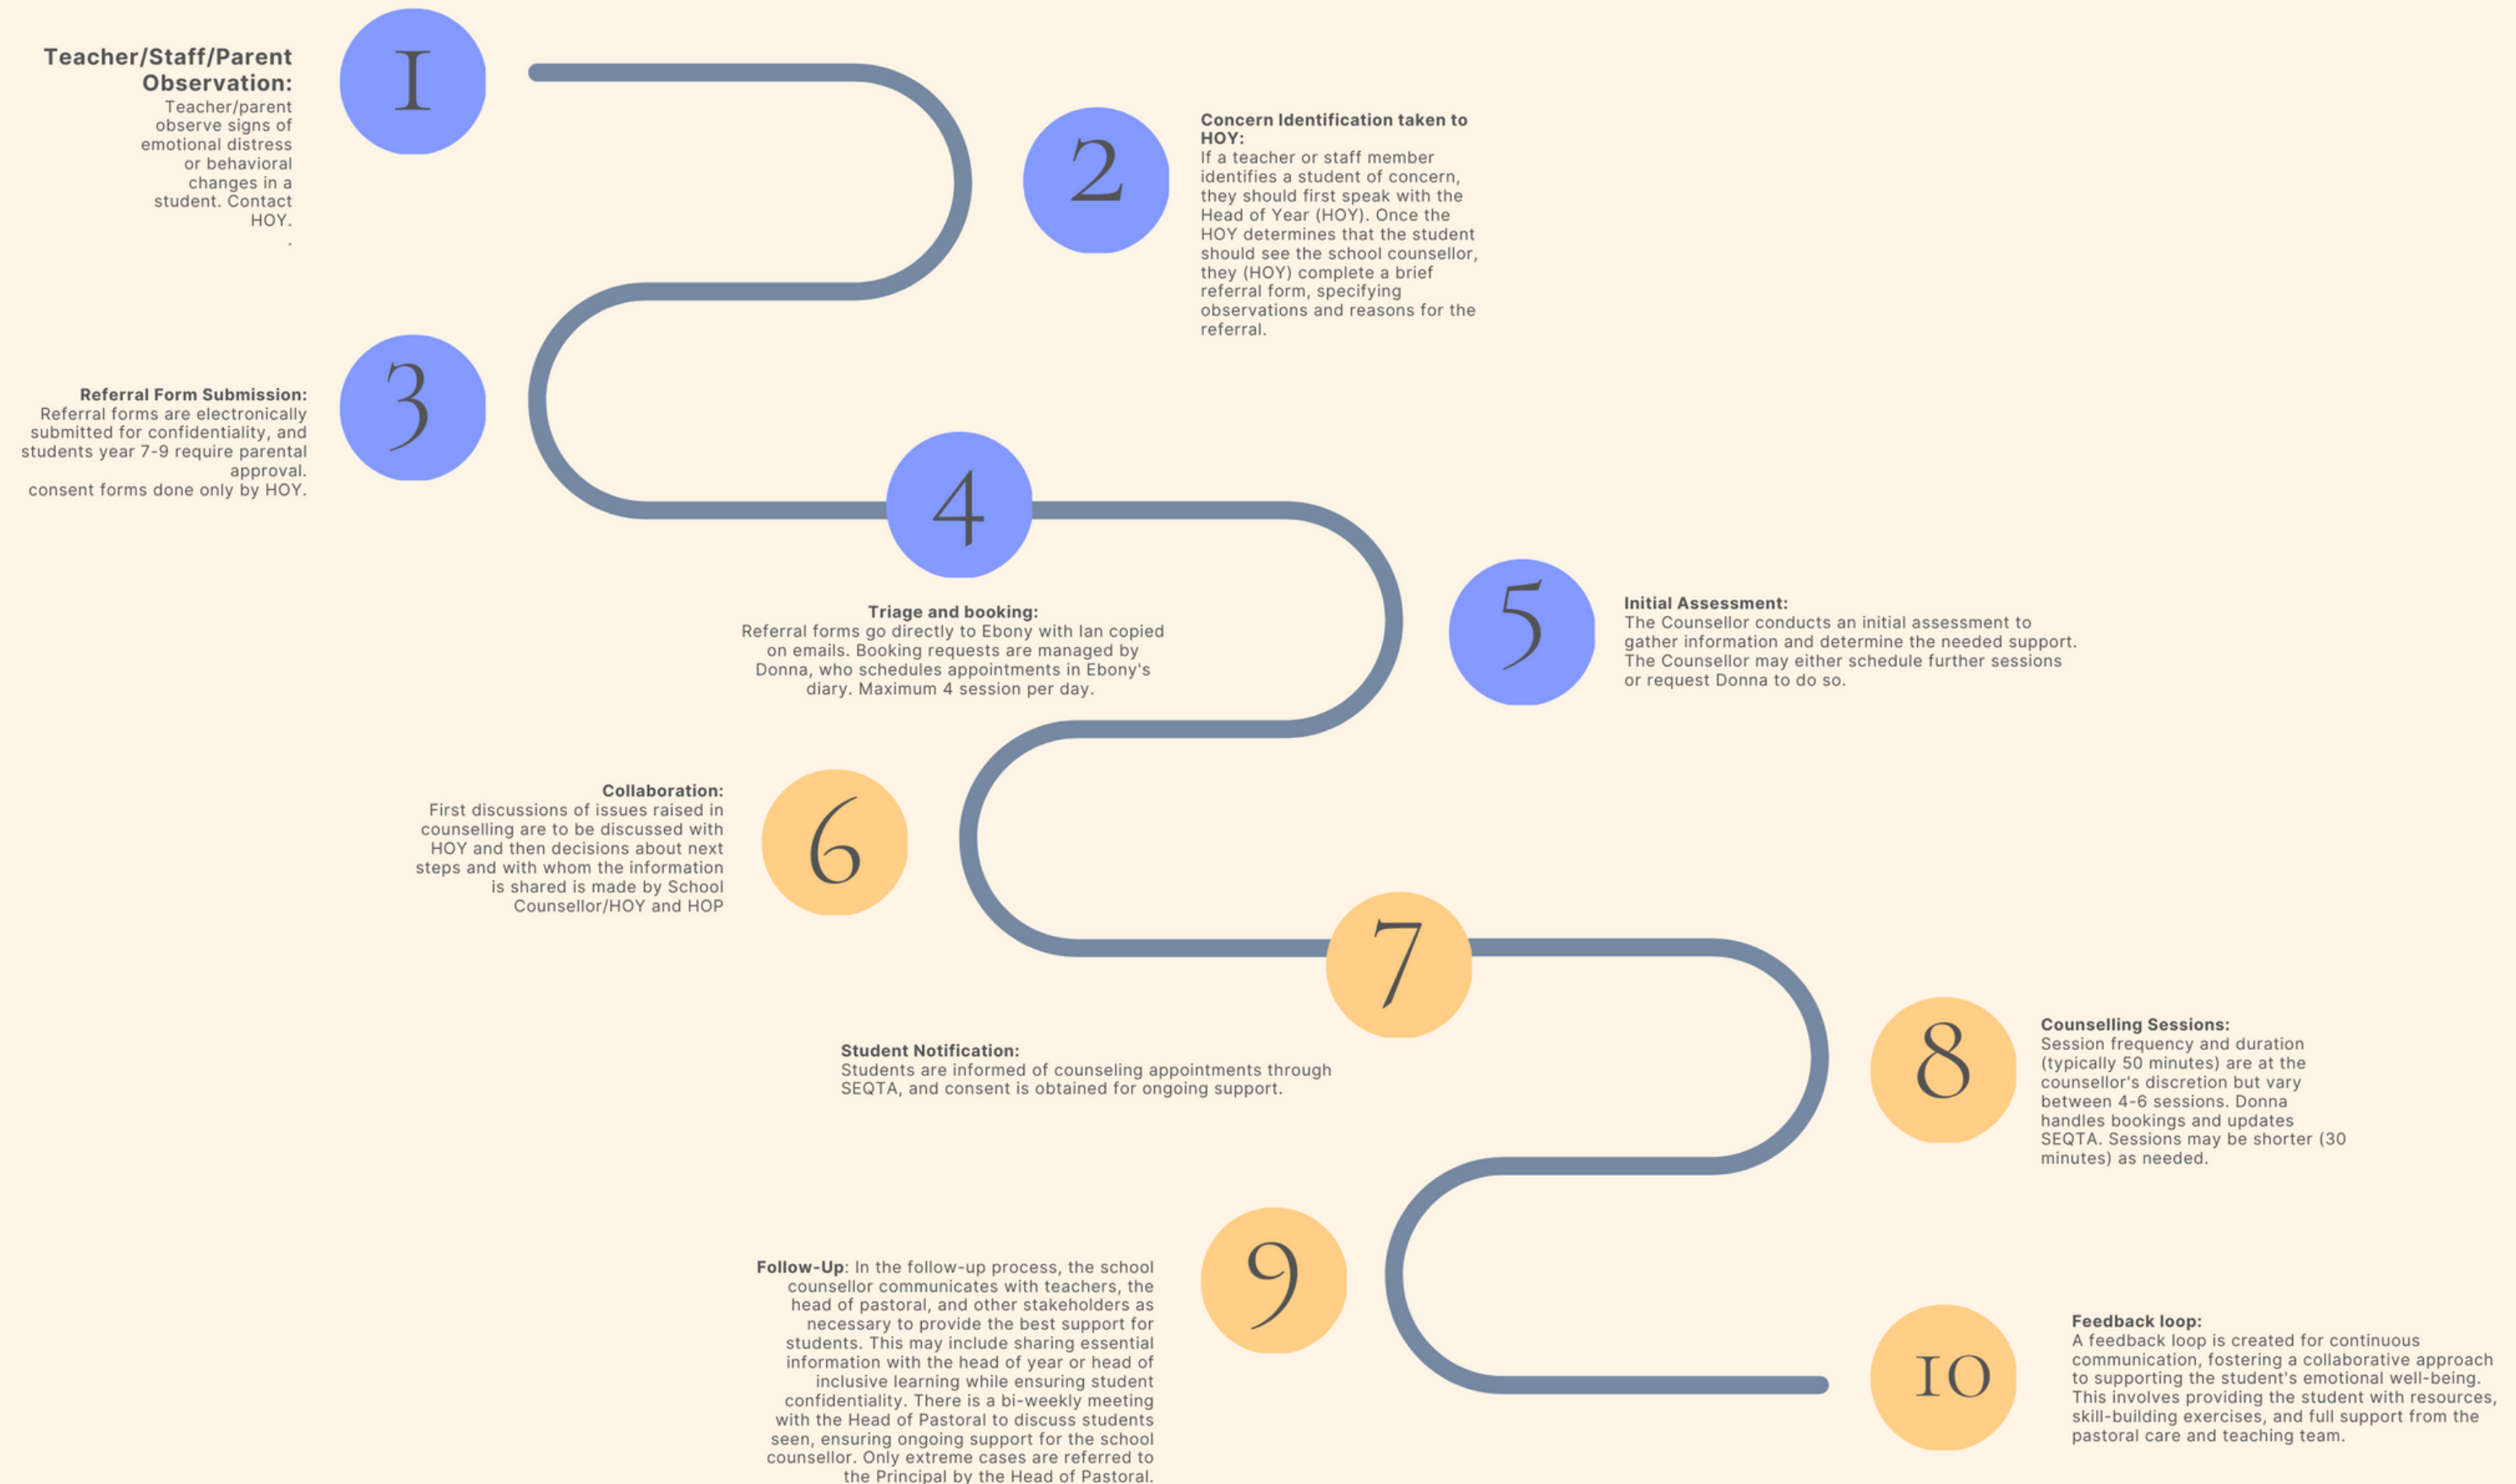 1
Teacher/Staff/Parent
Observation:
Teacher/parent
observe signs of
emotional distress
or behavioral
changes in a
student. Contact
HOY.
.
2
Concern Identification taken to
HOY:
If a teacher or staff member
identifies a student of concern,
they should first speak with the
Head of Year (HOY). Once the
HOY determines that the student
should see the school counsellor,
they (HOY) complete a brief
referral form, specifying
observations and reasons for the
referral.
3
Referral Form Submission:
Referral forms are electronically
submitted for confidentiality, and
students year 7-9 require parental
approval.
consent forms done only by HOY.
4
Triage and booking:
Referral forms go directly to Ebony with Ian copied
on emails. Booking requests are managed by
Donna, who schedules appointments in Ebony's
diary. Maximum 4 session per day.
5
Initial Assessment:
The Counsellor conducts an initial assessment to
gather information and determine the needed support.
The Counsellor may either schedule further sessions
or request Donna to do so.
6
Collaboration:
First discussions of issues raised in
counselling are to be discussed with
HOY and then decisions about next
steps and with whom the information
is shared is made by School
Counsellor/HOY and HOP
7
Student Notification:
Students are informed of counseling appointments through
SEQTA, and consent is obtained for ongoing support.
8
Counselling Sessions:
Session frequency and duration
(typically 50 minutes) are at the
counsellor's discretion but vary
between 4-6 sessions. Donna
handles bookings and updates
SEQTA. Sessions may be shorter (30
minutes) as needed.
9
Follow-Up: In the follow-up process, the school
counsellor communicates with teachers, the
head of pastoral, and other stakeholders as
necessary to provide the best support for
students. This may include sharing essential
information with the head of year or head of
inclusive learning while ensuring student
confidentiality. There is a bi-weekly meeting
with the Head of Pastoral to discuss students
seen, ensuring ongoing support for the school
counsellor. Only extreme cases are referred to
the Principal by the Head of Pastoral.
10
Feedback loop:
A feedback loop is created for continuous
communication, fostering a collaborative approach
to supporting the student's emotional well-being.
This involves providing the student with resources,
skill-building exercises, and full support from the
pastoral care and teaching team.